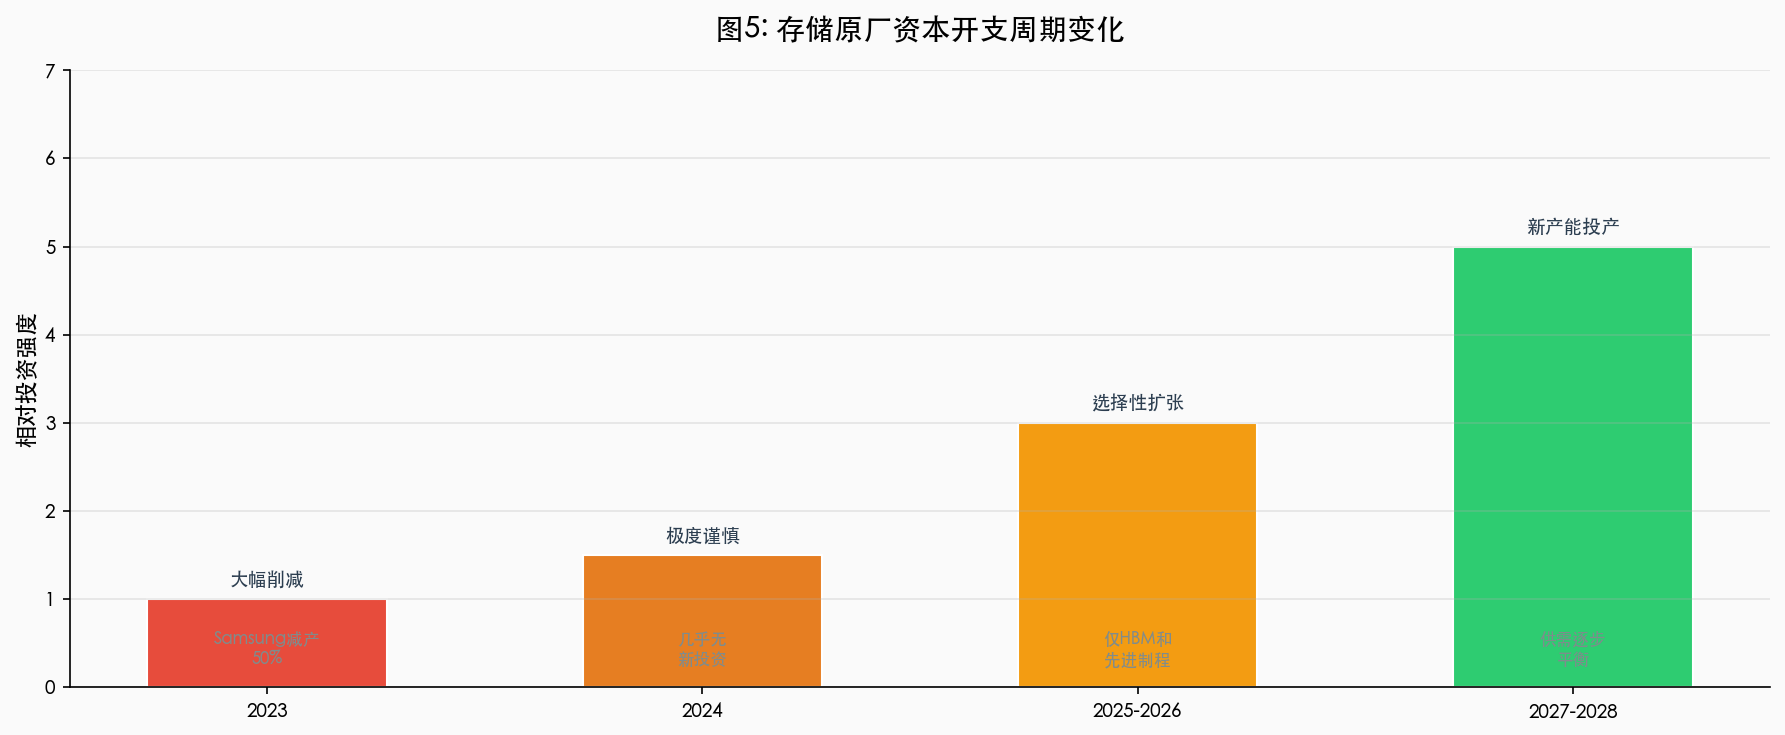 图5: 存储原厂资本开支周期变化
相对投资强度
7
6
5
4
3
2
1
0
大幅削减
Samsung减产
50%
极度谨慎
几乎无
新投资
选择性扩张
仅HBM和
先进制程
新产能投产
供需逐步
平衡
2023
2024
2025-2026
2027-2028